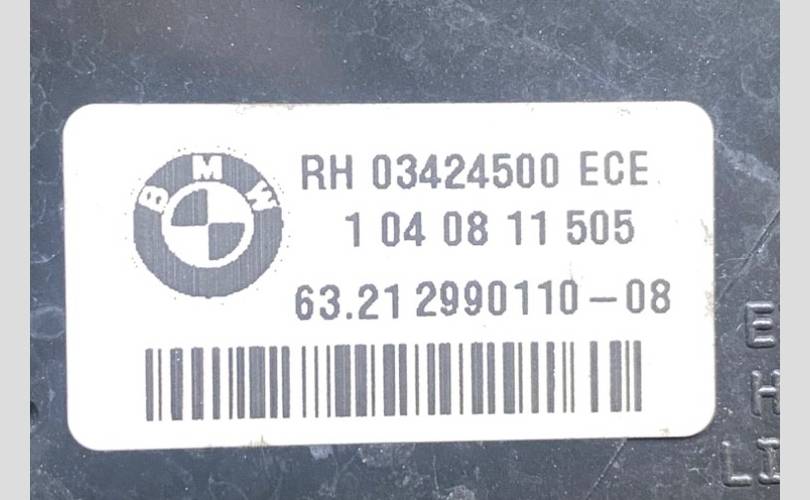 BMW
RH 03424500 ECE
1 04 08 11 505
63.21 2990110-08
E
H
LI